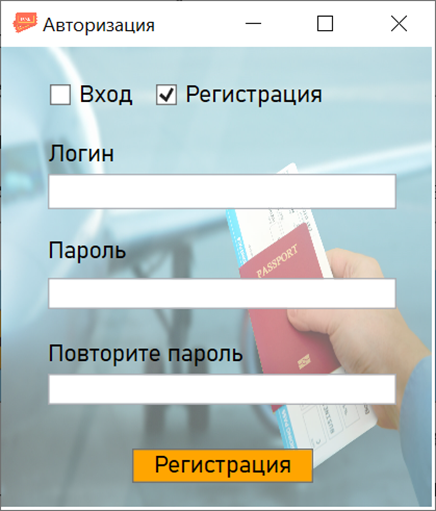 Авторизация
Вход Регистрация
Логин
Пароль
PASSPORT
Повторите пароль
Регистрация